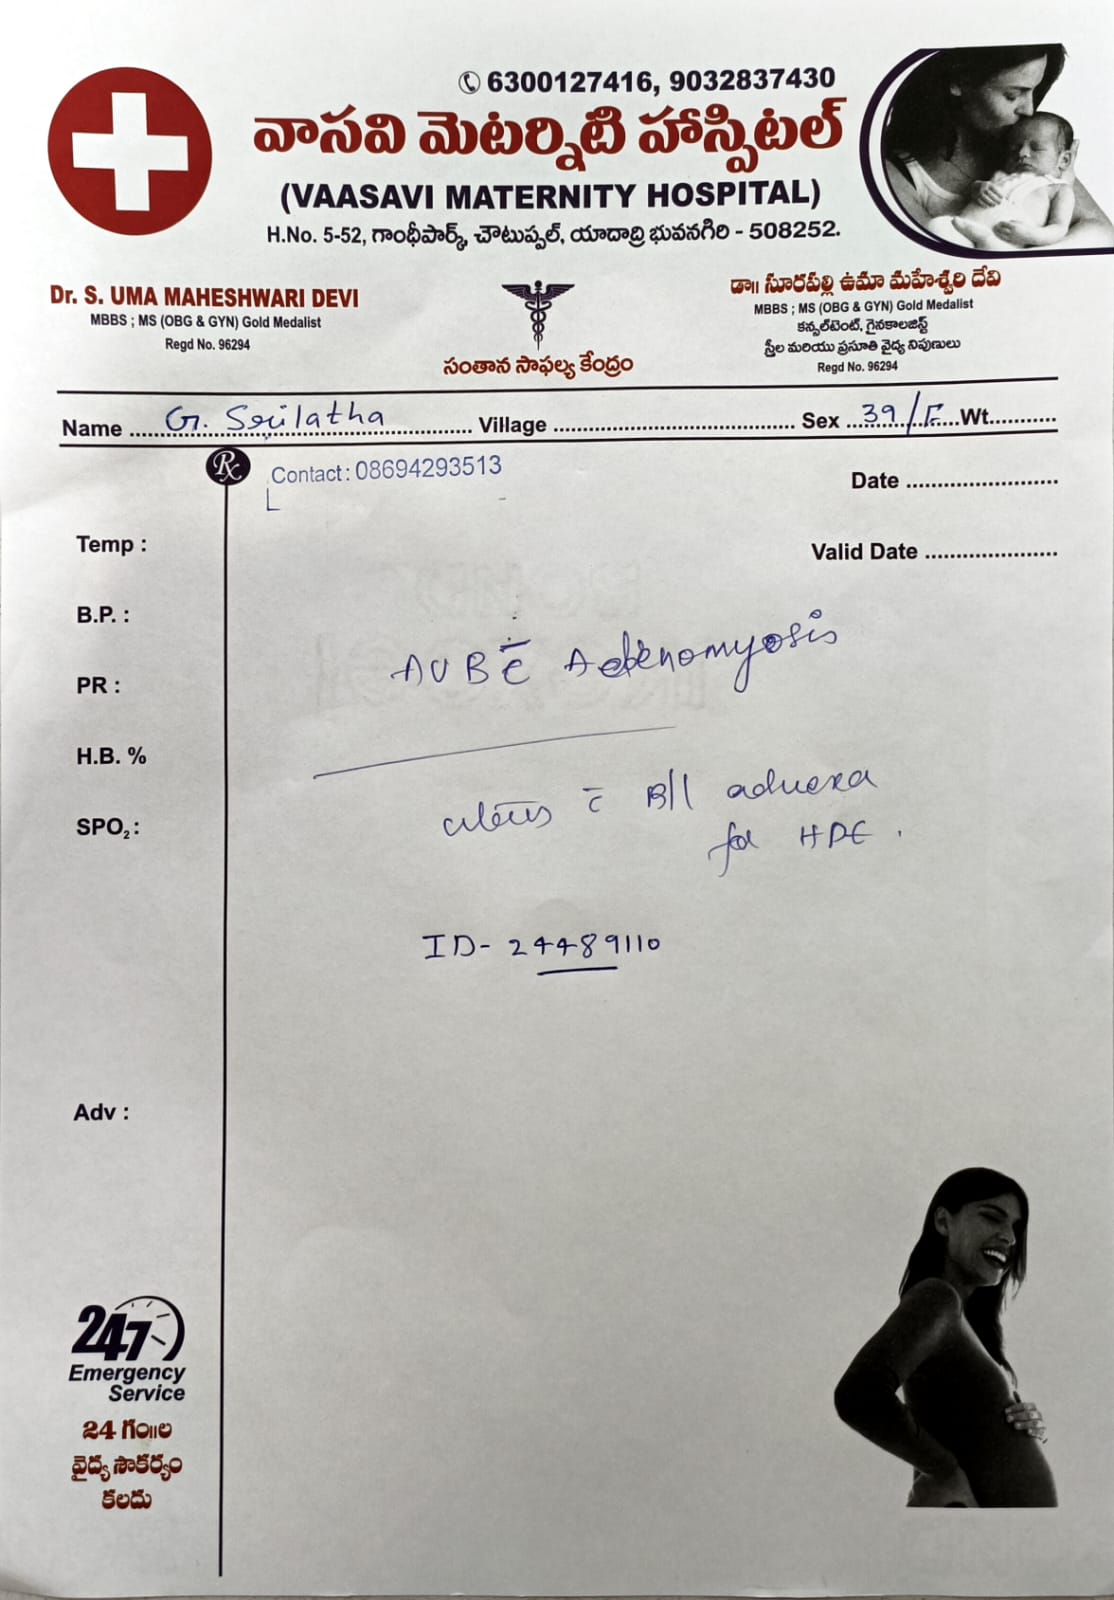 6300127416, 9032837430
వాసవి మెటర్నిటి హాస్పిటల్
(VAASAVI MATERNITY HOSPITAL)
H.No. 5-52, గాంధీపార్క్, చౌటుప్పల్, యాదాద్రి భువనగిరి - 508252.
Dr. S. UMA MAHESHWARI DEVI
MBBS ; MS (OBG & GYN) Gold Medalist
Regd No. 96294
సంతాన సాఫల్య కేంద్రం
డా॥ సూరపల్లి ఉమా మహేశ్వరి దేవి
MBBS ; MS (OBG & GYN) Gold Medalist
కన్సల్టెంట్, గైనకాలజిస్ట్
స్త్రీల మరియు ప్రసూతి వైద్య నిపుణులు
Regd No. 96294
Name G. Srilatha Village Sex 39/F Wt
Rx Contact: 08694293513
Date
Temp :
Valid Date
B.P. :
AUB c̄ Adenomyosis
PR :
H.B. %
uterus c̄ B/l adnexa
SPO2 :
for HPE.
ID- 24489110
Adv :
247
Emergency
Service
24 గం॥ల
వైద్య సౌకర్యం
కలదు